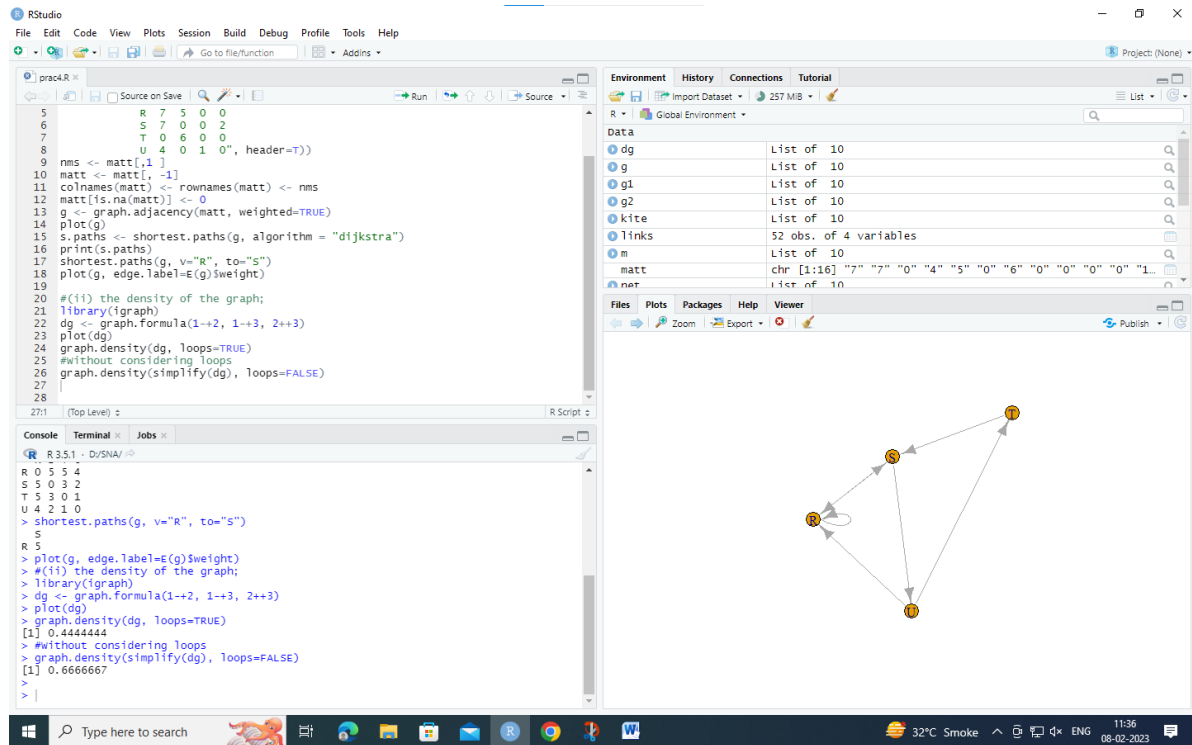 RStudio
File Edit Code View Plots Session Build Debug Profile Tools Help
Go to file/function
Addins
Project: (None)
prac4.R
Source on Save
Run
Source
5 R 7 5 0 0
6 S 7 0 0 2
7 T 0 6 0 0
8 U 4 0 1 0", header=T))
9 nms <- matt[,1 ]
10 matt <- matt[, -1]
11 colnames(matt) <- rownames(matt) <- nms
12 matt[is.na(matt)] <- 0
13 g <- graph.adjacency(matt, weighted=TRUE)
14 plot(g)
15 s.paths <- shortest.paths(g, algorithm = "dijkstra")
16 print(s.paths)
17 shortest.paths(g, v="R", to="S")
18 plot(g, edge.label=E(g)$weight)
19
20 #(ii) the density of the graph;
21 library(igraph)
22 dg <- graph.formula(1-+2, 1-+3, 2++3)
23 plot(dg)
24 graph.density(dg, loops=TRUE)
25 #Without considering loops
26 graph.density(simplify(dg), loops=FALSE)
27
28
27:1 (Top Level) R Script
Console Terminal Jobs
R 3.5.1 · D:/SNA/
R 0 5 5 4
S 5 0 3 2
T 5 3 0 1
U 4 2 1 0
> shortest.paths(g, v="R", to="S")
S
R 5
> plot(g, edge.label=E(g)$weight)
> #(ii) the density of the graph;
> library(igraph)
> dg <- graph.formula(1-+2, 1-+3, 2++3)
> plot(dg)
> graph.density(dg, loops=TRUE)
[1] 0.4444444
> #Without considering loops
> graph.density(simplify(dg), loops=FALSE)
[1] 0.6666667
>
>
Environment History Connections Tutorial
Import Dataset 257 MiB List
R Global Environment
Data
dg List of 10
g List of 10
g1 List of 10
g2 List of 10
kite List of 10
links 52 obs. of 4 variables
m List of 10
matt chr [1:16] "7" "7" "0" "4" "5" "0" "6" "0" "0" "0" "0" "1…
net List of 10
Files Plots Packages Help Viewer
Zoom Export Publish
T
S
R
U
Type here to search
32°C Smoke
ENG
11:36
08-02-2023